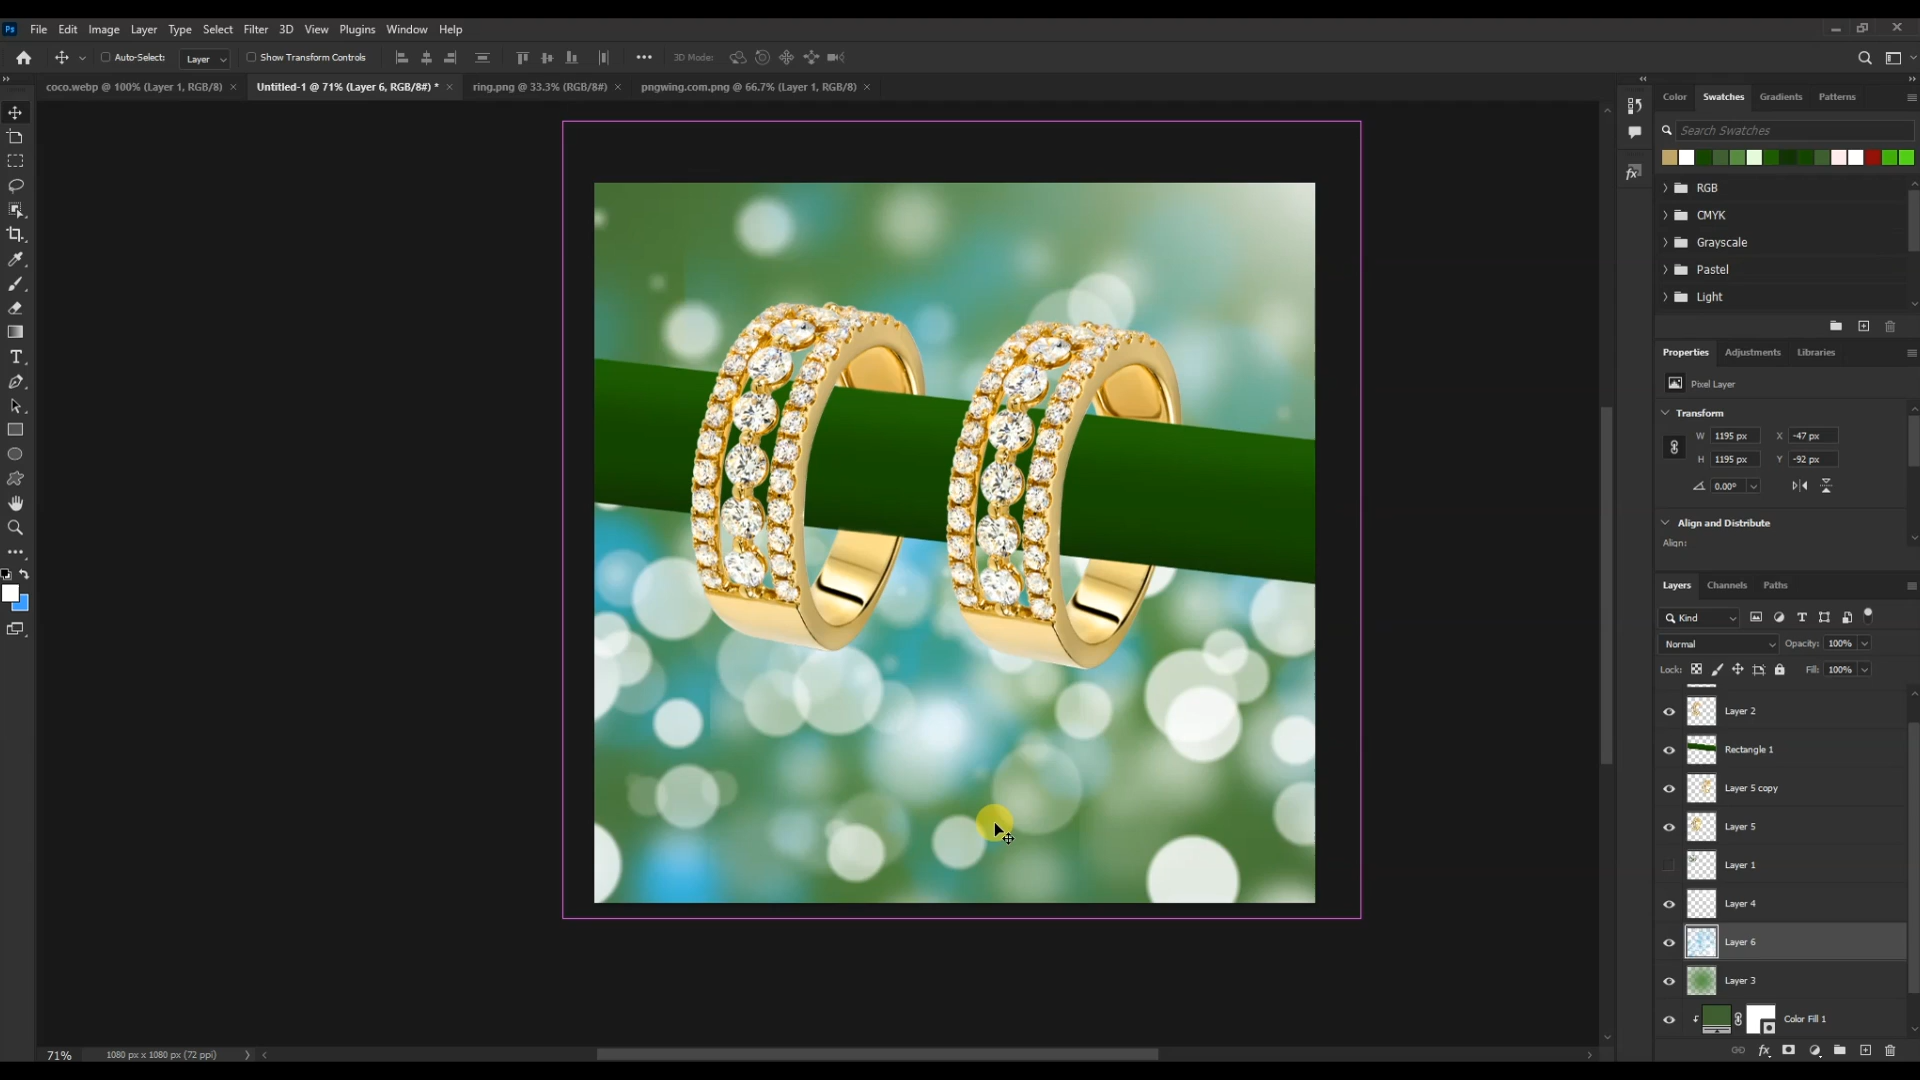 Ps File Edit Image Layer Type Select Filter 3D View Plugins Window Help
Auto-Select: Layer Show Transform Controls 3D Mode:
coco.webp @ 100% (Layer 1, RGB/8) Untitled-1 @ 71% (Layer 6, RGB/8#) * ring.png @ 33.3% (RGB/8#) pngwing.com.png @ 66.7% (Layer 1, RGB/8)
Color Swatches Gradients Patterns
Search Swatches
RGB
CMYK
Grayscale
Pastel
Light
Properties Adjustments Libraries
Pixel Layer
Transform
W 1195 px X -47 px
H 1195 px Y -92 px
0.00°
Align and Distribute
Align:
Layers Channels Paths
Kind
Normal Opacity: 100%
Lock: Fill: 100%
Layer 2
Rectangle 1
Layer 5 copy
Layer 5
Layer 1
Layer 4
Layer 6
Layer 3
Color Fill 1
71% 1080 px x 1080 px (72 ppi)